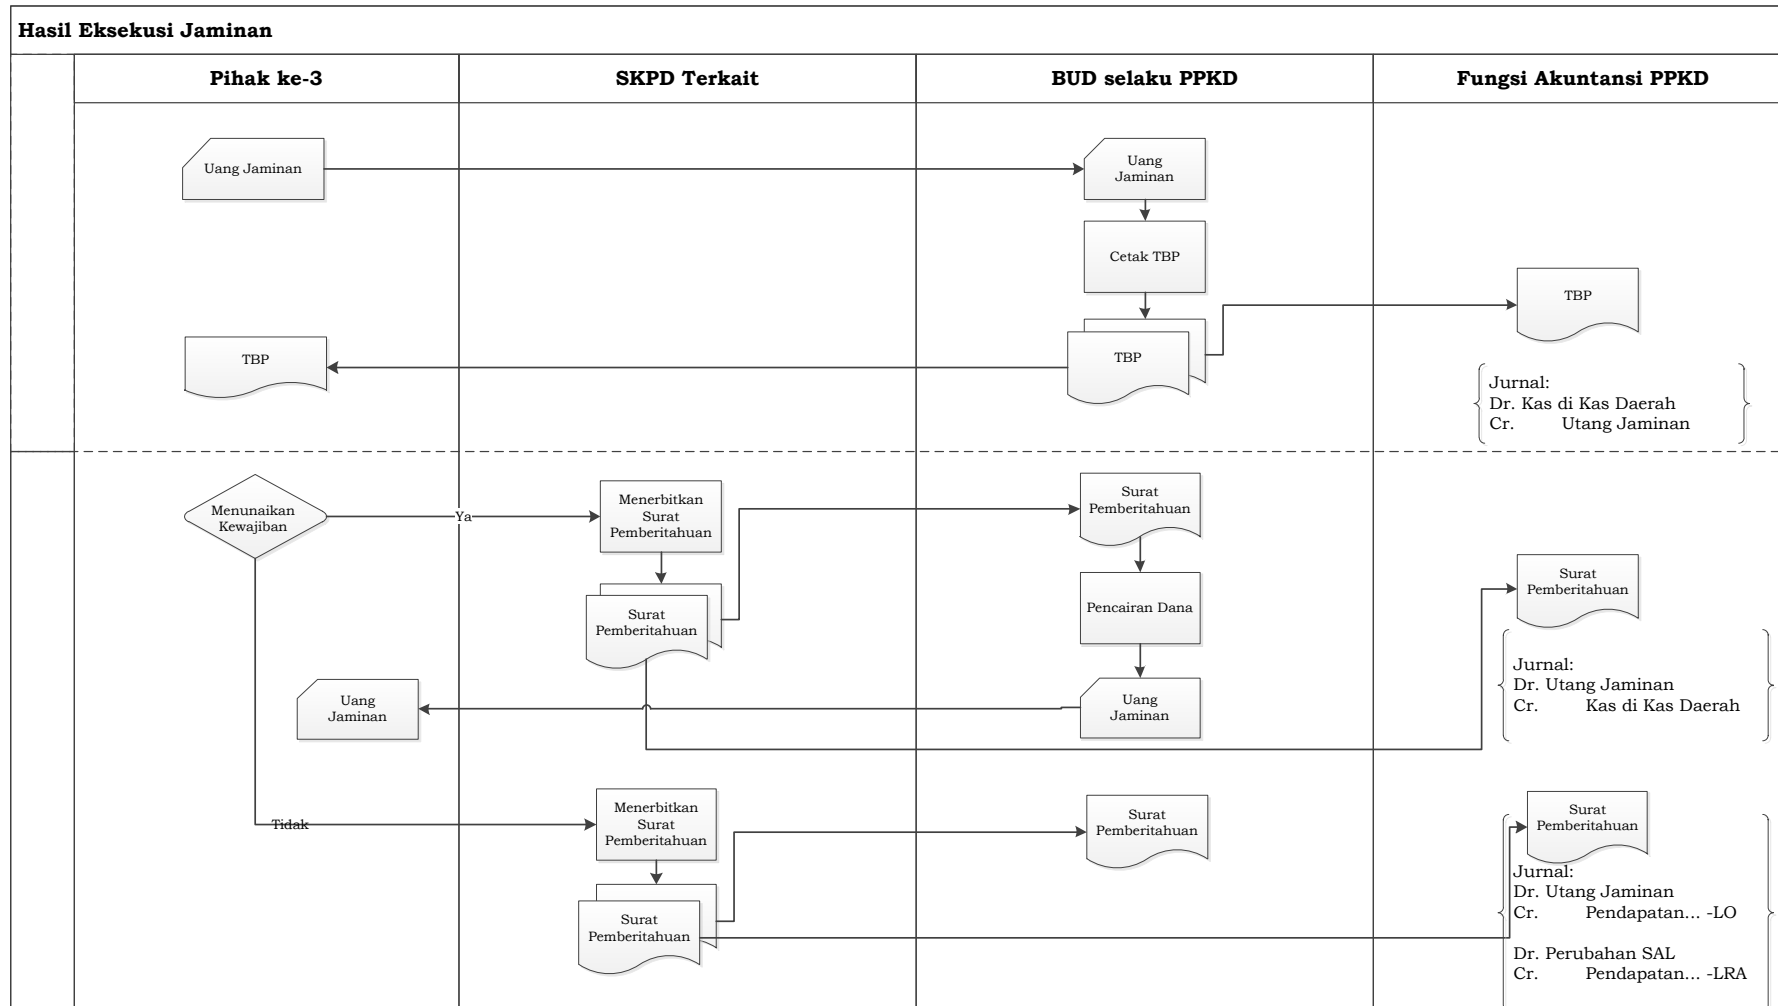 Hasil Eksekusi Jaminan
Pihak ke-3
SKPD Terkait
BUD selaku PPKD
Fungsi Akuntansi PPKD
Uang Jaminan
Uang
Jaminan
Cetak TBP
TBP
TBP
TBP
Jurnal:
Dr. Kas di Kas Daerah
Cr. Utang Jaminan
Menunaikan
Kewajiban
Ya
Menerbitkan
Surat
Pemberitahuan
Surat
Pemberitahuan
Surat
Pemberitahuan
Pencairan Dana
Surat
Pemberitahuan
Uang
Jaminan
Uang
Jaminan
Jurnal:
Dr. Utang Jaminan
Cr. Kas di Kas Daerah
Tidak
Menerbitkan
Surat
Pemberitahuan
Surat
Pemberitahuan
Surat
Pemberitahuan
Surat
Pemberitahuan
Jurnal:
Dr. Utang Jaminan
Cr. Pendapatan... -LO
Dr. Perubahan SAL
Cr. Pendapatan... -LRA